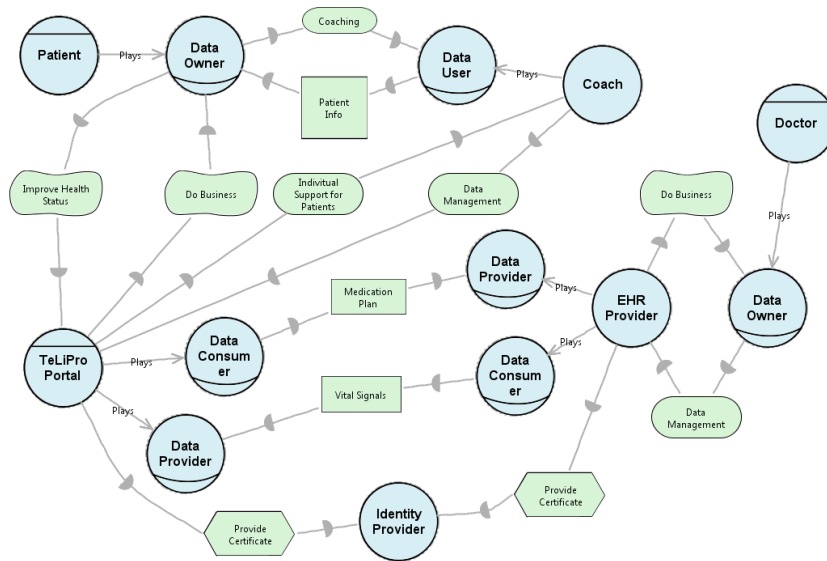 Coaching
Patient
Plays
Data
Owner
Data
User
Plays
Coach
Patient
Info
Doctor
Improve Health
Status
Do Business
Indivitual
Support for
Patients
Data
Management
Do Business
Plays
Data
Provider
Medication
Plan
Plays
EHR
Provider
Data
Owner
TeLiPro
Portal
Plays
Data
Consum
er
Plays
Data
Consum
er
Vital Signals
Plays
Data
Provider
Data
Management
Provide
Certificate
Identity
Provider
Provide
Certificate